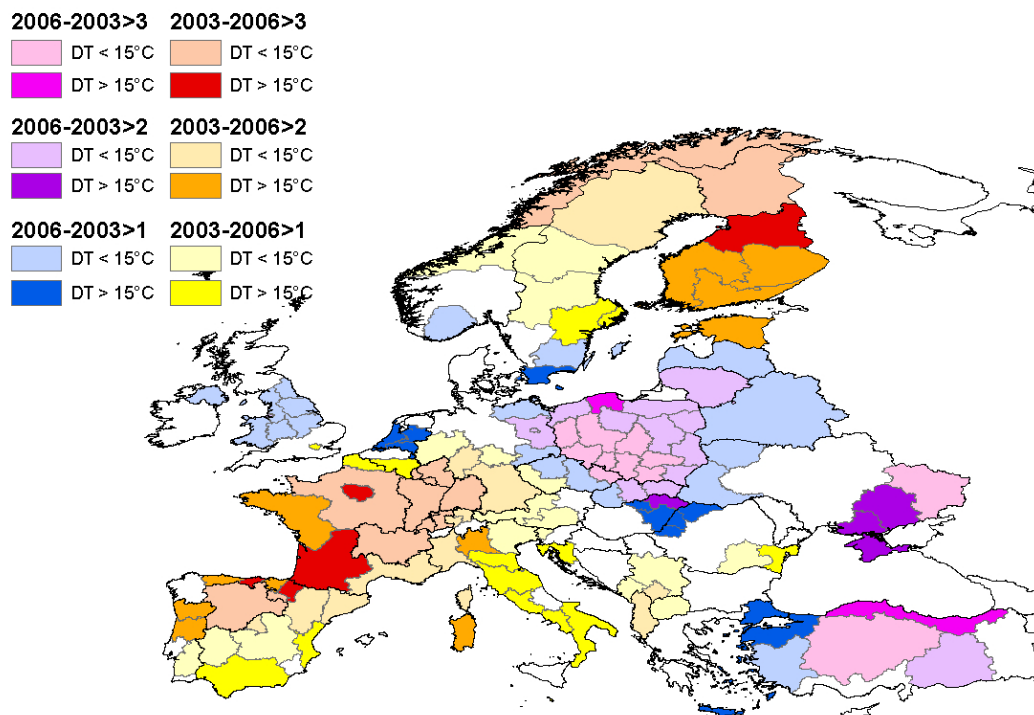 2006-2003>3 2003-2006>3
DT < 15°C DT < 15°C
DT > 15°C DT > 15°C
2006-2003>2 2003-2006>2
DT < 15°C DT < 15°C
DT > 15°C DT > 15°C
2006-2003>1 2003-2006>1
DT < 15°C DT < 15°C
DT > 15°C DT > 15°C